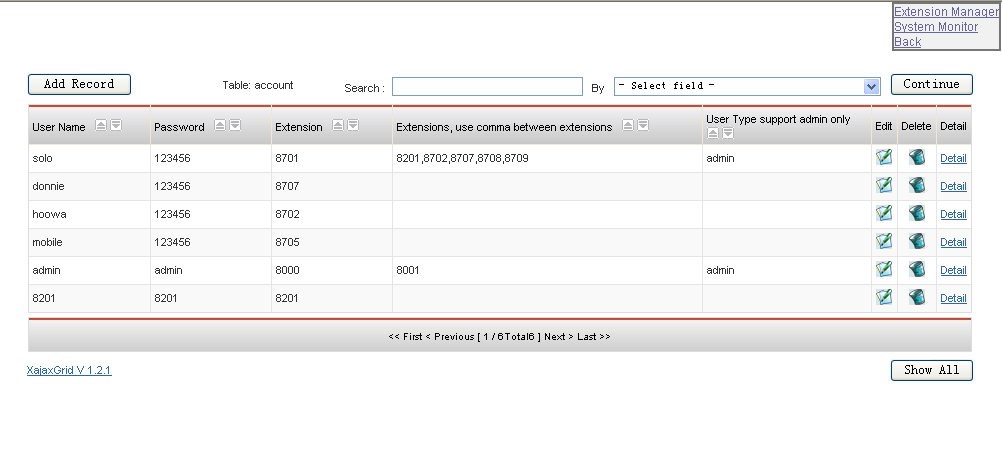 Extension Manager
System Monitor
Back
Add Record Table: account Search : By - Select field - Continue
User Name Password Extension Extensions, use comma between extensions User Type support admin only Edit Delete Detail
solo 123456 8701 8201,8702,8707,8708,8709 admin Detail
donnie 123456 8707 Detail
hoowa 123456 8702 Detail
mobile 123456 8705 Detail
admin admin 8000 8001 admin Detail
8201 8201 8201 Detail
<< First < Previous [ 1 / 6Total6 ] Next > Last >>
XajaxGrid V 1.2.1 Show All